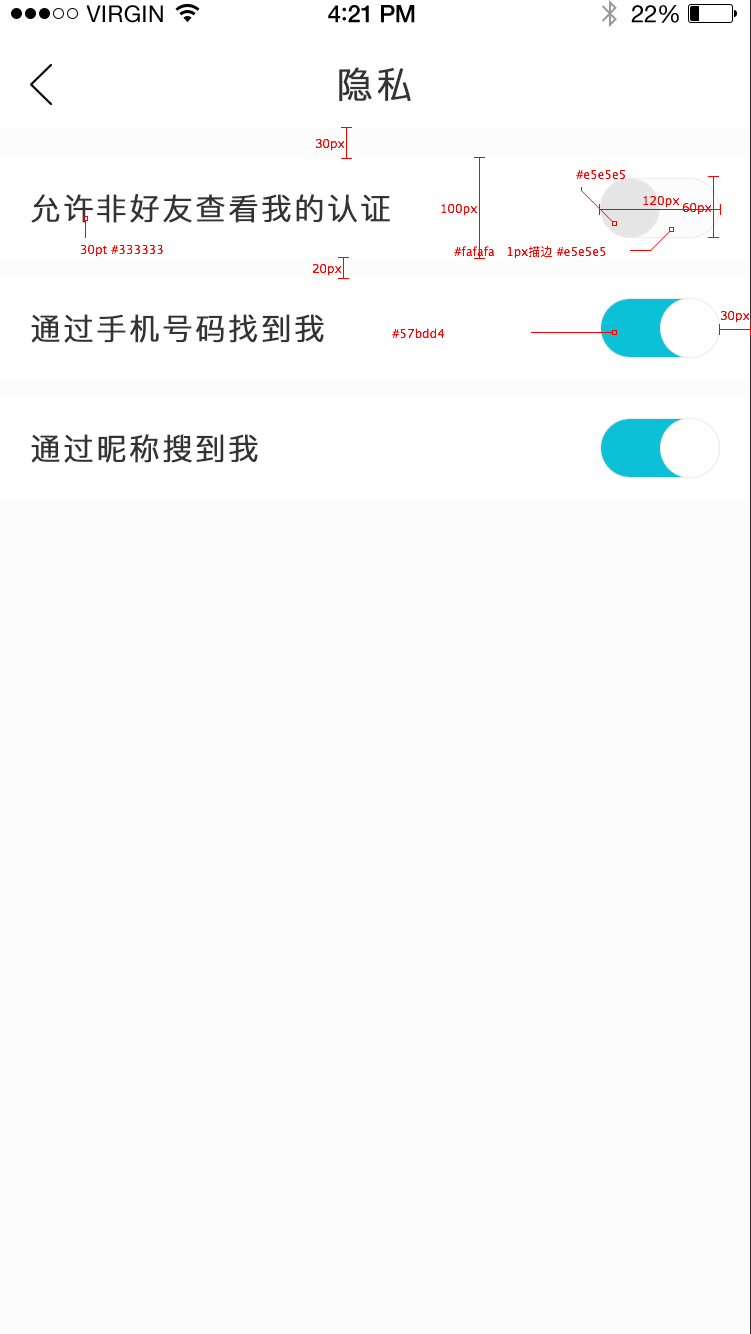 VIRGIN 4:21 PM 22%
隐私
30px
#e5e5e5
允许非好友查看我的认证 100px 120px 60px
30pt #333333 #fafafa 1px描边 #e5e5e5
20px
通过手机号码找到我 #57bdd4 30px
通过昵称搜到我